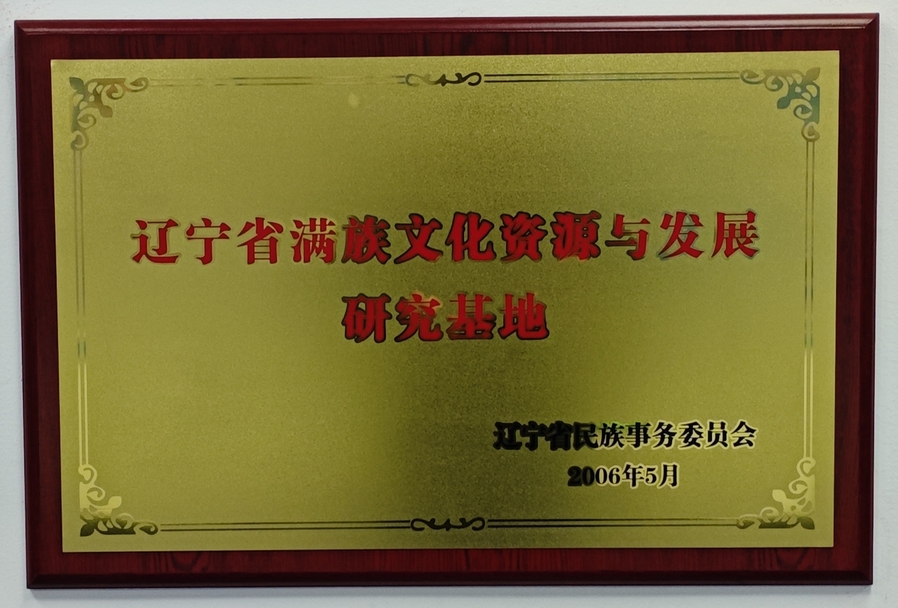 辽宁省满族文化资源与发展
研究基地
辽宁省民族事务委员会
2006年5月